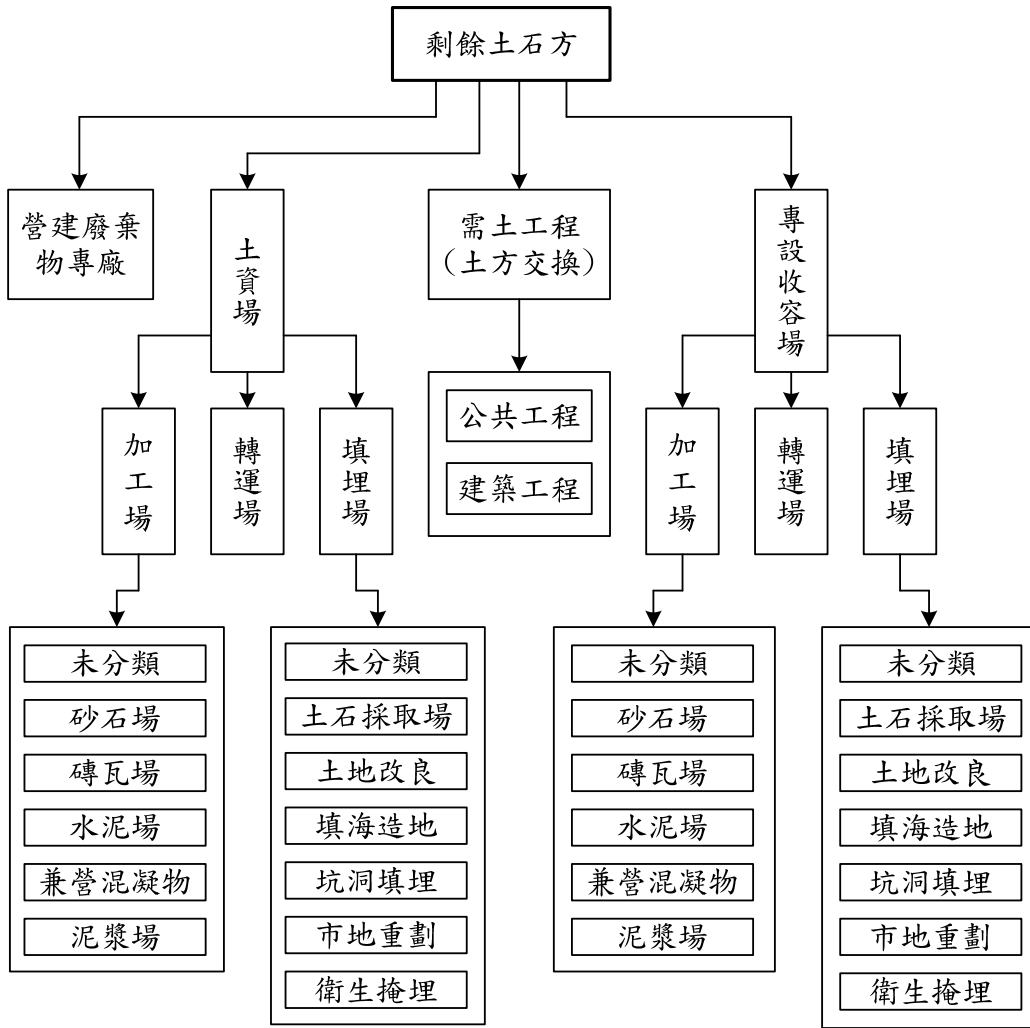 剩餘土石方
營建廢棄
物專廠
土資場
需土工程
（土方交換）
專設收容場
加工場
轉運場
填埋場
公共工程
建築工程
加工場
轉運場
填埋場
未分類
砂石場
磚瓦場
水泥場
兼營混凝物
泥漿場
未分類
土石採取場
土地改良
填海造地
坑洞填埋
市地重劃
衛生掩埋
未分類
砂石場
磚瓦場
水泥場
兼營混凝物
泥漿場
未分類
土石採取場
土地改良
填海造地
坑洞填埋
市地重劃
衛生掩埋